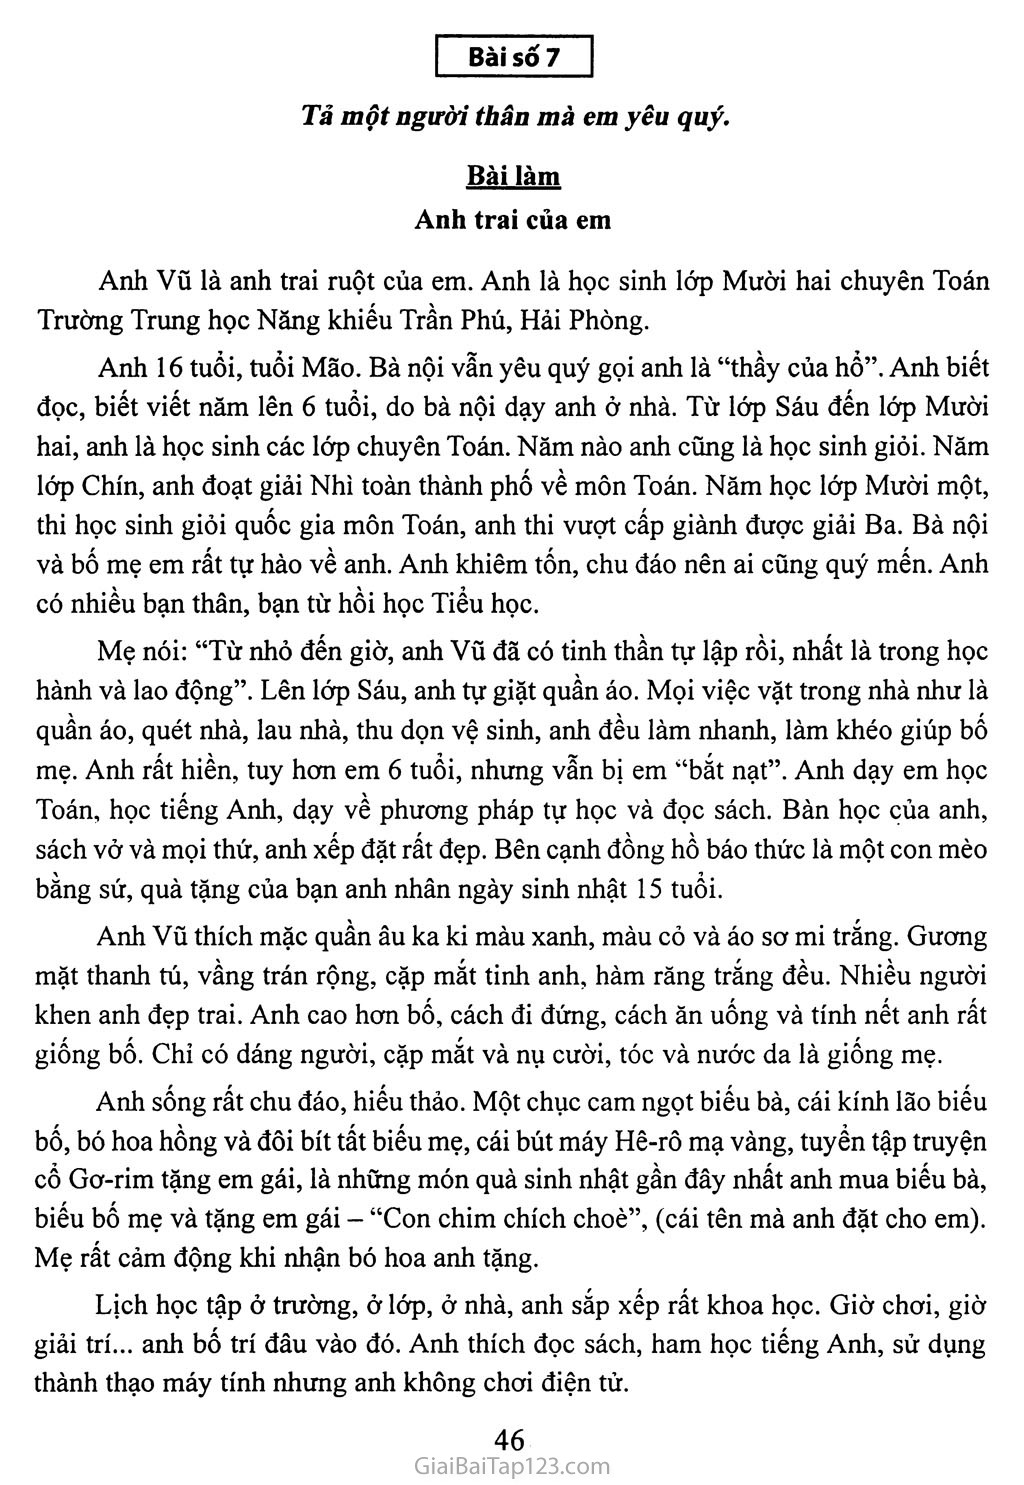 Bài số 7
Tả một người thân mà em yêu quý.
Bài làm
Anh trai của em
Anh Vũ là anh trai ruột của em. Anh là học sinh lớp Mười hai chuyên Toán
Trường Trung học Năng khiếu Trần Phú, Hải Phòng.
Anh 16 tuổi, tuổi Mão. Bà nội vẫn yêu quý gọi anh là “thầy của hổ”. Anh biết
đọc, biết viết năm lên 6 tuổi, do bà nội dạy anh ở nhà. Từ lớp Sáu đến lớp Mười
hai, anh là học sinh các lớp chuyên Toán. Năm nào anh cũng là học sinh giỏi. Năm
lớp Chín, anh đoạt giải Nhì toàn thành phố về môn Toán. Năm học lớp Mười một,
thi học sinh giỏi quốc gia môn Toán, anh thi vượt cấp giành được giải Ba. Bà nội
và bố mẹ em rất tự hào về anh. Anh khiêm tốn, chu đáo nên ai cũng quý mến. Anh
có nhiều bạn thân, bạn từ hồi học Tiểu học.
Mẹ nói: “Từ nhỏ đến giờ, anh Vũ đã có tinh thần tự lập rồi, nhất là trong học
hành và lao động”. Lên lớp Sáu, anh tự giặt quần áo. Mọi việc vặt trong nhà như là
quần áo, quét nhà, lau nhà, thu dọn vệ sinh, anh đều làm nhanh, làm khéo giúp bố
mẹ. Anh rất hiền, tuy hơn em 6 tuổi, nhưng vẫn bị em “bắt nạt”. Anh dạy em học
Toán, học tiếng Anh, dạy về phương pháp tự học và đọc sách. Bàn học của anh,
sách vở và mọi thứ, anh xếp đặt rất đẹp. Bên cạnh đồng hồ báo thức là một con mèo
bằng sứ, quà tặng của bạn anh nhân ngày sinh nhật 15 tuổi.
Anh Vũ thích mặc quần âu ka ki màu xanh, màu cỏ và áo sơ mi trắng. Gương
mặt thanh tú, vầng trán rộng, cặp mắt tinh anh, hàm răng trắng đều. Nhiều người
khen anh đẹp trai. Anh cao hơn bố, cách đi đứng, cách ăn uống và tính nết anh rất
giống bố. Chỉ có dáng người, cặp mắt và nụ cười, tóc và nước da là giống mẹ.
Anh sống rất chu đáo, hiếu thảo. Một chục cam ngọt biếu bà, cái kính lão biếu
bố, bó hoa hồng và đôi bít tất biếu mẹ, cái bút máy Hê-rô mạ vàng, tuyển tập truyện
cổ Gơ-rim tặng em gái, là những món quà sinh nhật gần đây nhất anh mua biếu bà,
biếu bố mẹ và tặng em gái – “Con chim chích choè”, (cái tên mà anh đặt cho em).
Mẹ rất cảm động khi nhận bó hoa anh tặng.
Lịch học tập ở trường, ở lớp, ở nhà, anh sắp xếp rất khoa học. Giờ chơi, giờ
giải trí... anh bố trí đâu vào đó. Anh thích đọc sách, ham học tiếng Anh, sử dụng
thành thạo máy tính nhưng anh không chơi điện tử.
46
GiaiBaiTap123.com